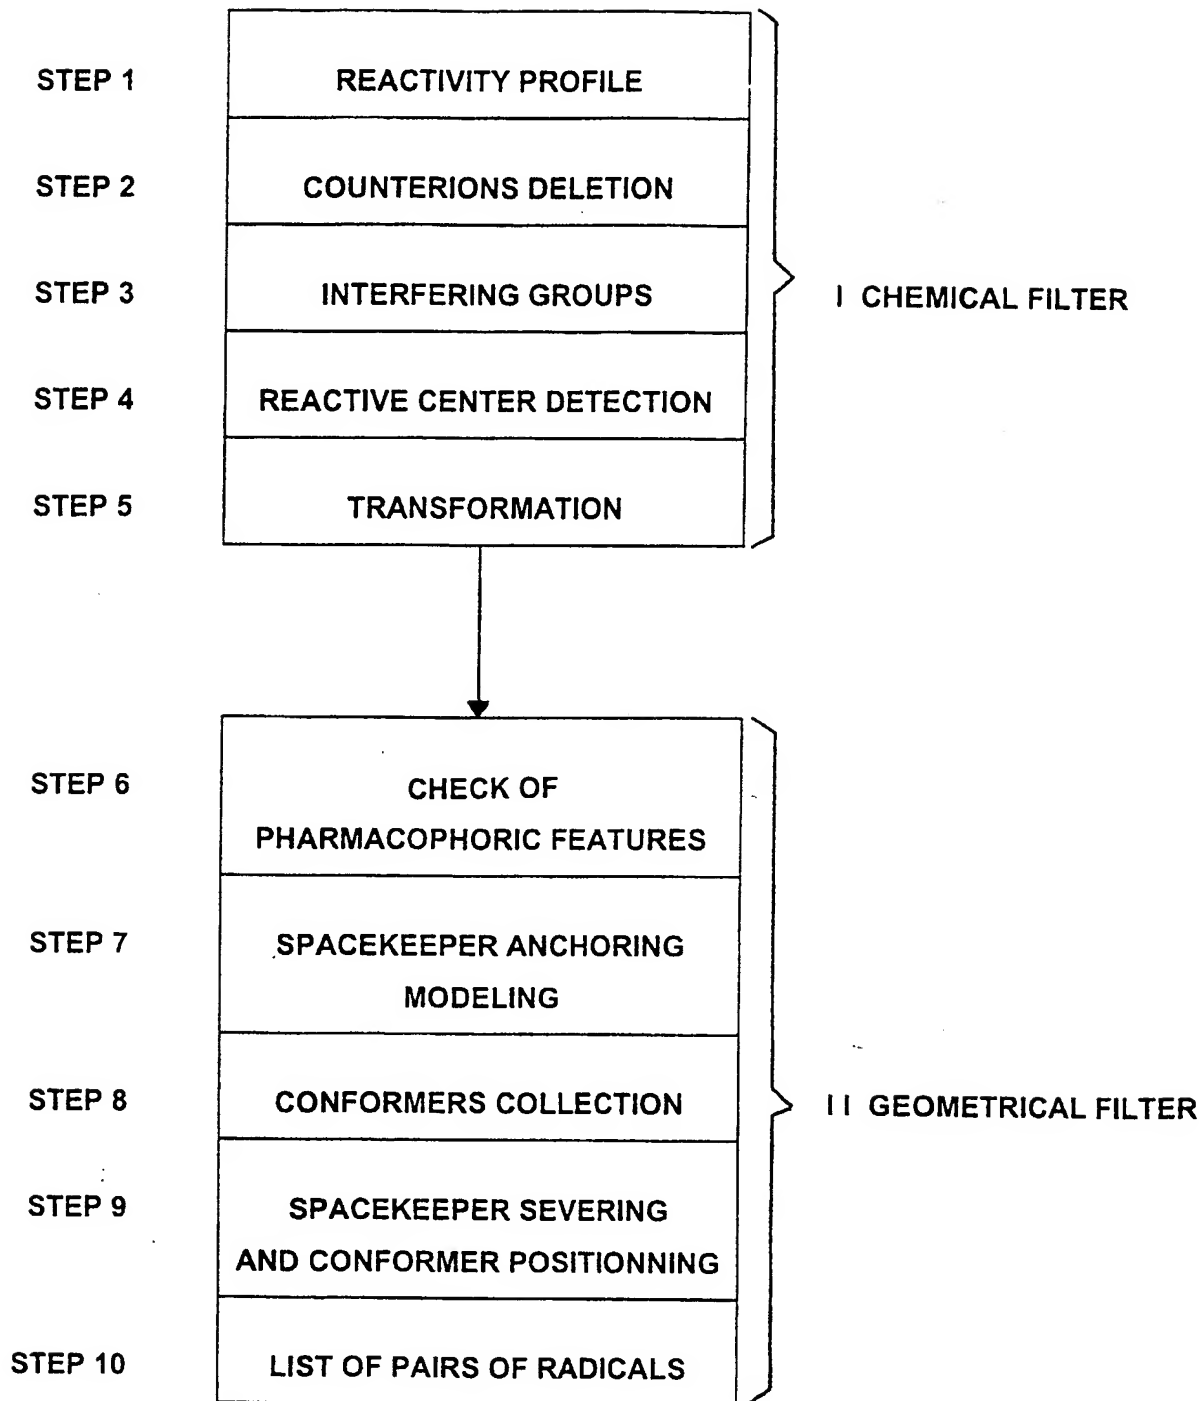 STEP 1 REACTIVITY PROFILE
STEP 2 COUNTERIONS DELETION
STEP 3 INTERFERING GROUPS
I CHEMICAL FILTER
STEP 4 REACTIVE CENTER DETECTION
STEP 5 TRANSFORMATION
STEP 6 CHECK OF
PHARMACOPHORIC FEATURES
STEP 7 SPACEKEEPER ANCHORING
MODELING
STEP 8 CONFORMERS COLLECTION
II GEOMETRICAL FILTER
STEP 9 SPACEKEEPER SEVERING
AND CONFORMER POSITIONNING
STEP 10 LIST OF PAIRS OF RADICALS